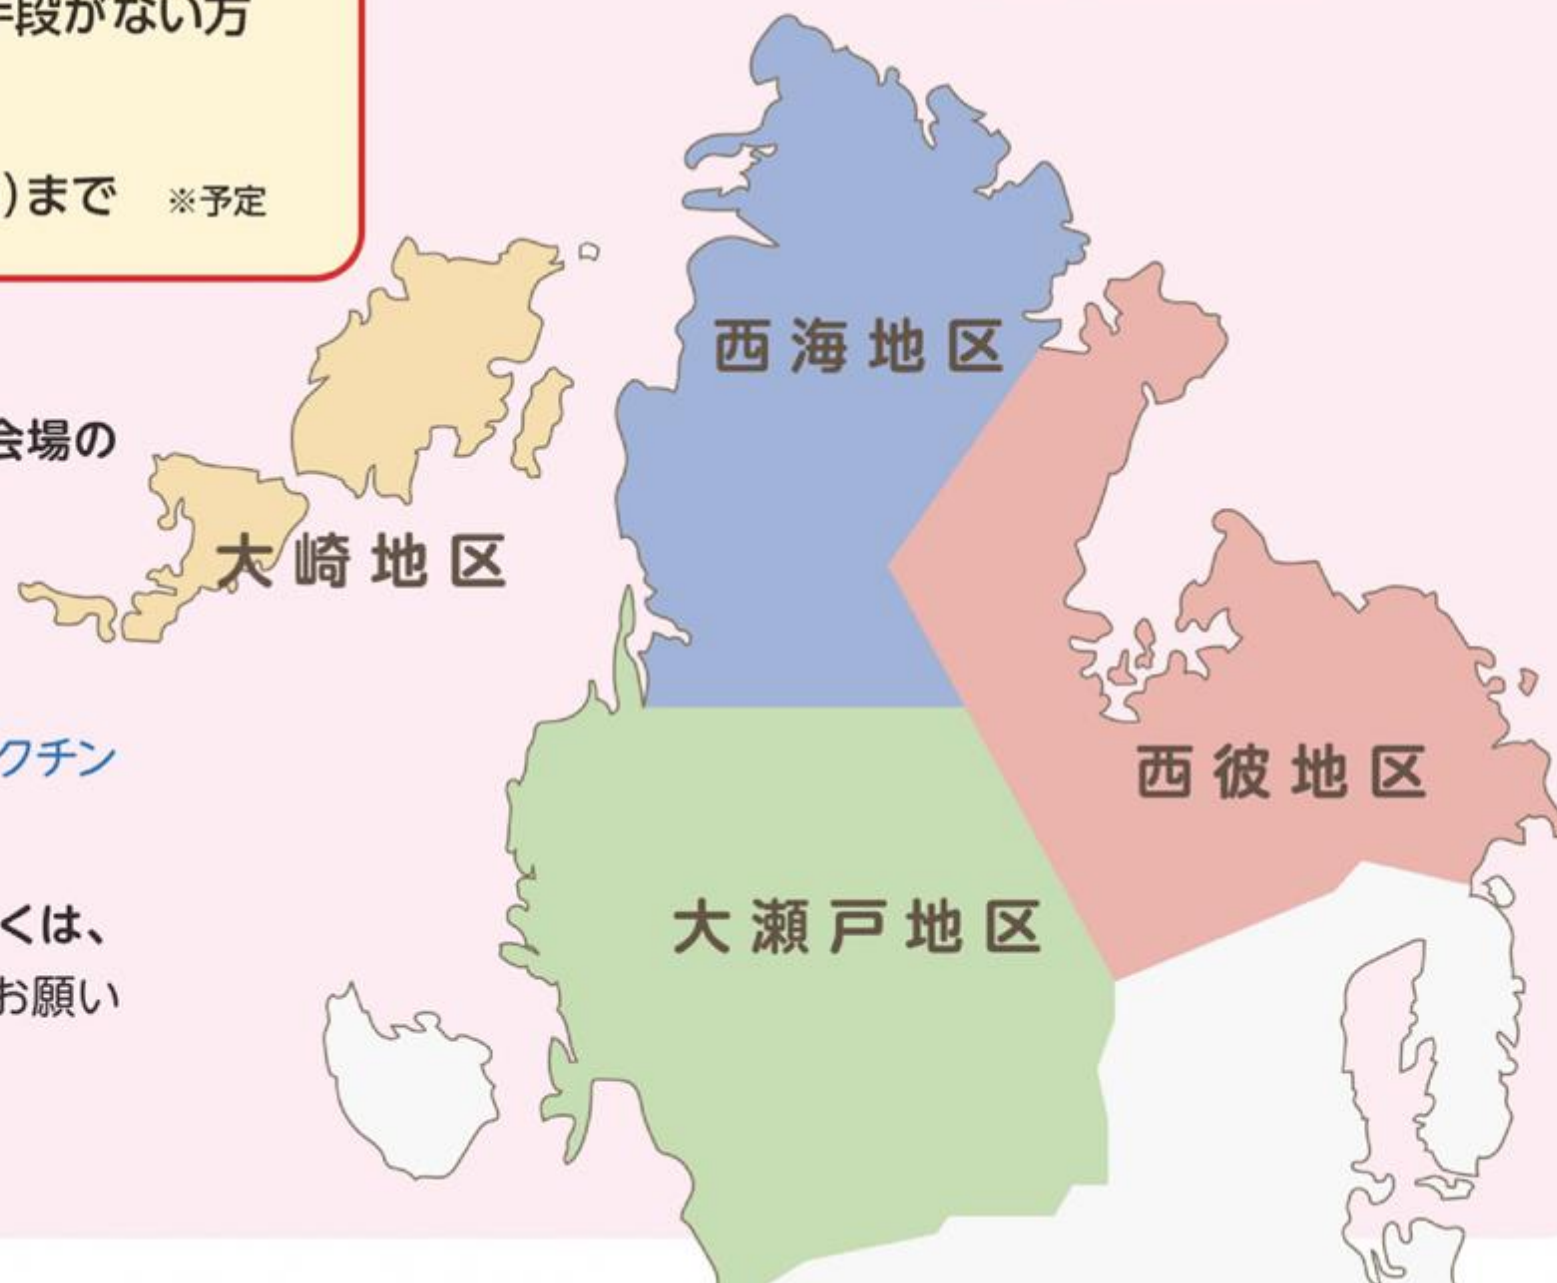 手段がない方
)まで ※予定
会場の
クチン
くは、
お願い
西海地区
大崎地区
西彼地区
大瀬戸地区